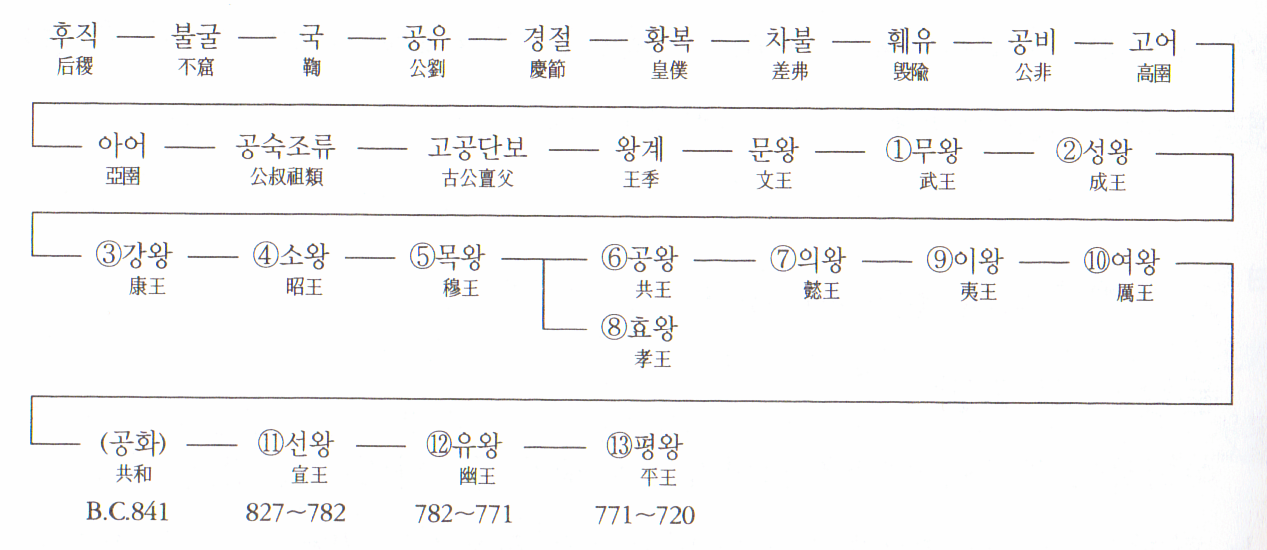 후직 불굴 국 공유 경절 황복 차불 훼유 공비 고어
后稷 不窟 鞠 公劉 慶節 皇僕 差弗 毁隃 公非 高圉
아어 공숙조류 고공단보 왕계 문왕 ①무왕 ②성왕
亞圉 公叔祖類 古公亶父 王季 文王 武王 成王
③강왕 ④소왕 ⑤목왕 ⑥공왕 ⑦의왕 ⑨이왕 ⑩여왕
康王 昭王 穆王 共王 懿王 夷王 厲王
⑧효왕
孝王
(공화) ⑪선왕 ⑫유왕 ⑬평왕
共和 宣王 幽王 平王
B.C.841 827～782 782～771 771～720